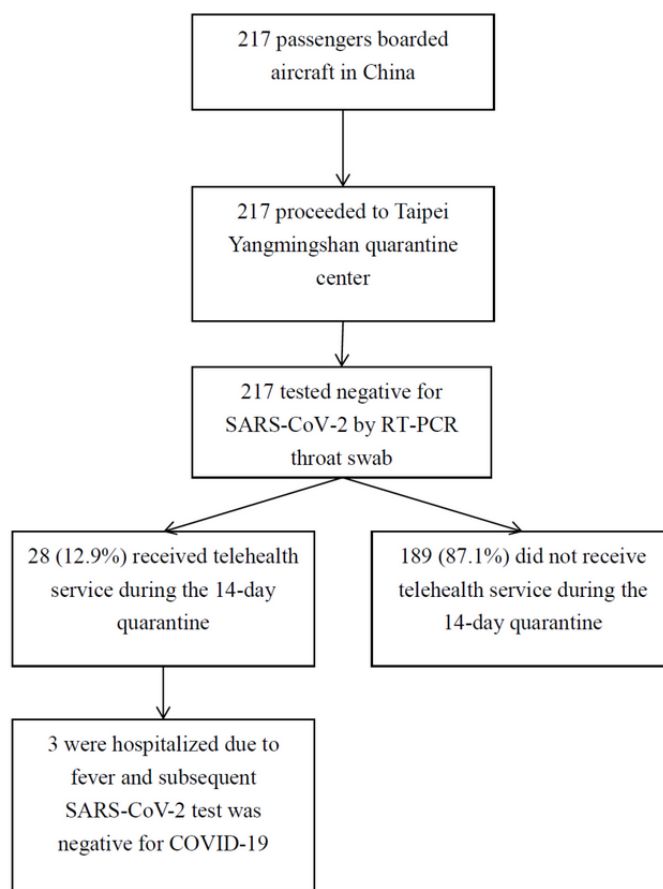 217 passengers boarded
aircraft in China
217 proceeded to Taipei
Yangmingshan quarantine
center
217 tested negative for
SARS-CoV-2 by RT-PCR
throat swab
28 (12.9%) received telehealth
service during the 14-day
quarantine
189 (87.1%) did not receive
telehealth service during the
14-day quarantine
3 were hospitalized due to
fever and subsequent
SARS-CoV-2 test was
negative for COVID-19